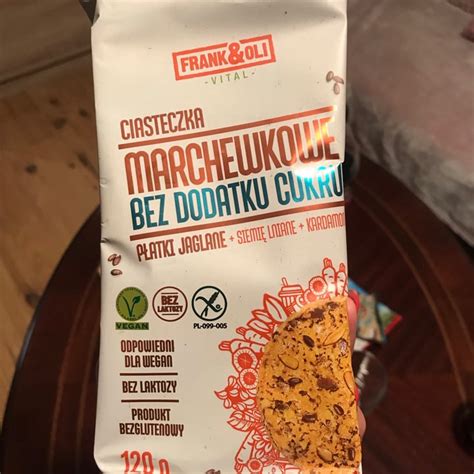 FRANK&OLI
- VITAL -
CIASTECZKA
MARCHEWKOWE
BEZ DODATKU CUKRU
PŁATKI JAGLANE + SIEMIĘ LNIANE + KARDAMON
VEGAN
BEZ LAKTOZY
PL-099-005
ODPOWIEDNI
DLA WEGAN
BEZ LAKTOZY
PRODUKT
BEZGLUTENOWY
120 g